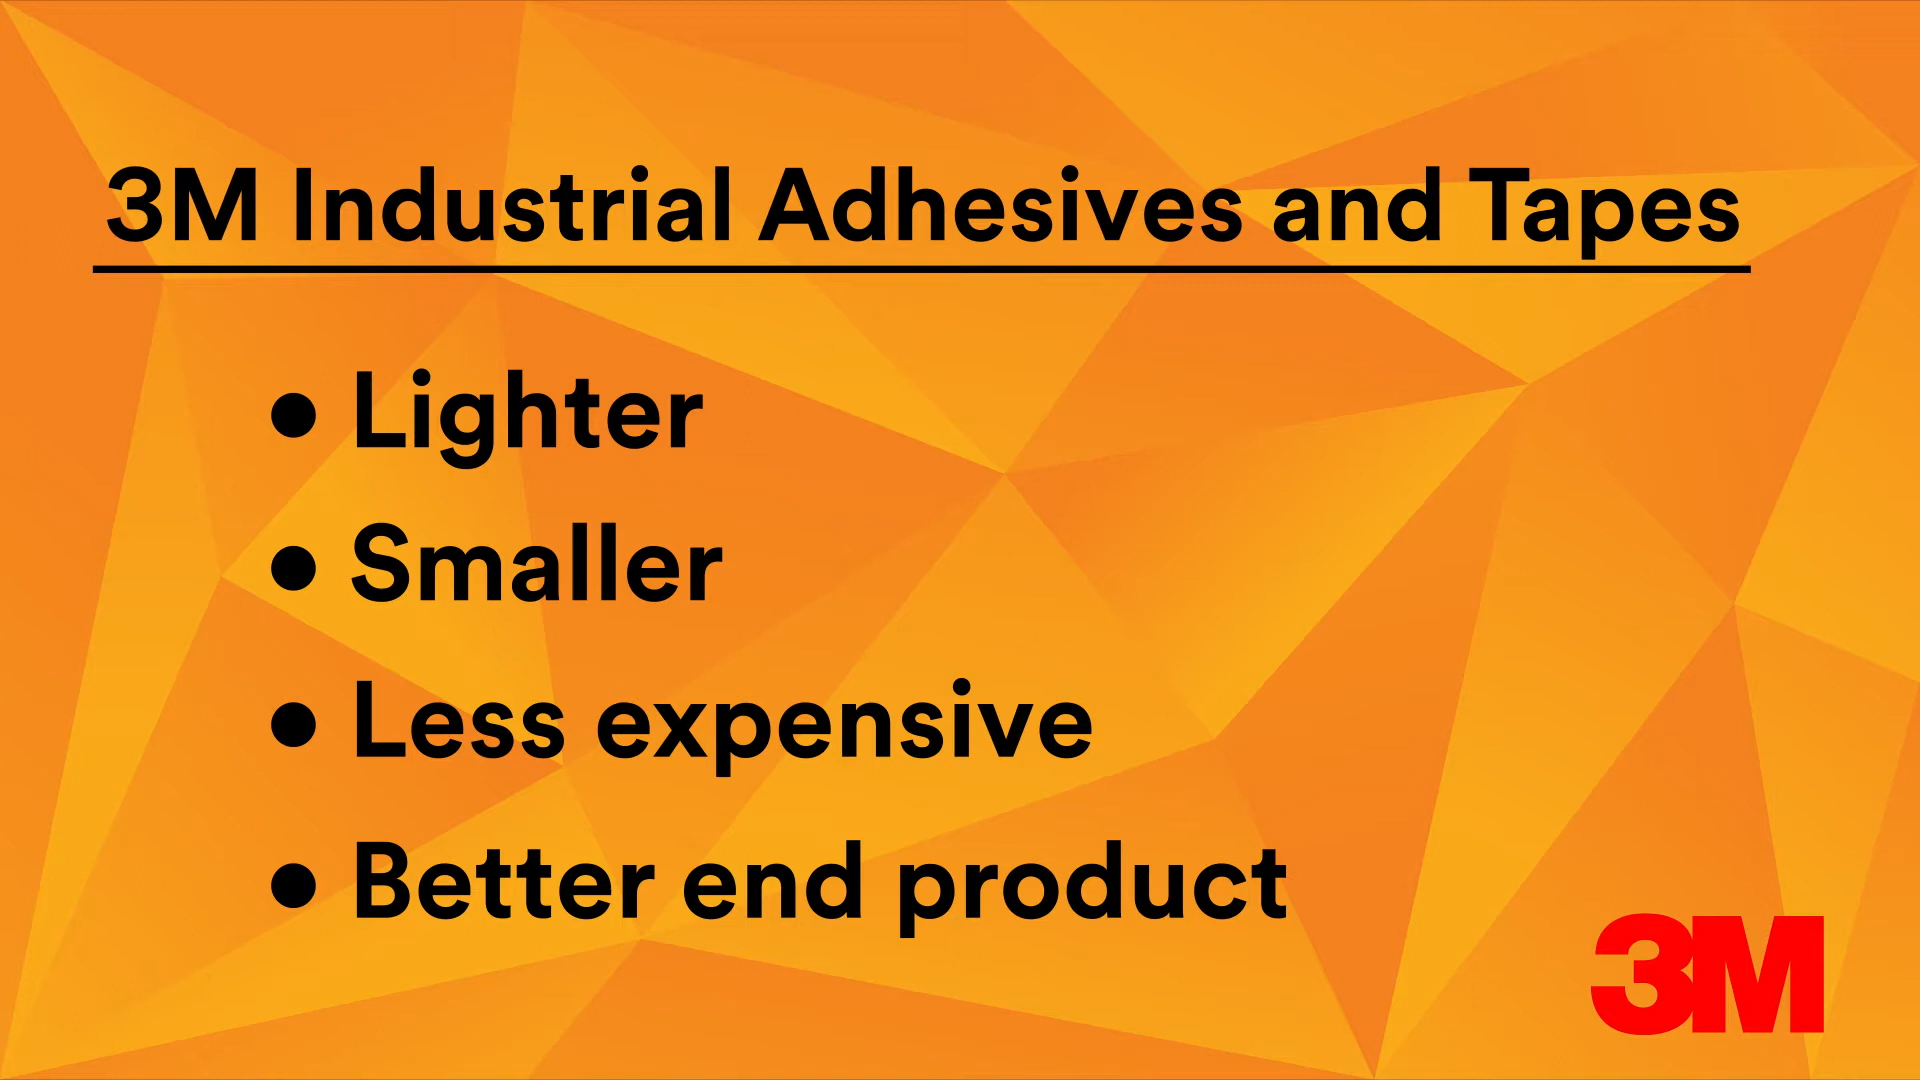 3M Industrial Adhesives and Tapes
• Lighter
• Smaller
• Less expensive
• Better end product
3M